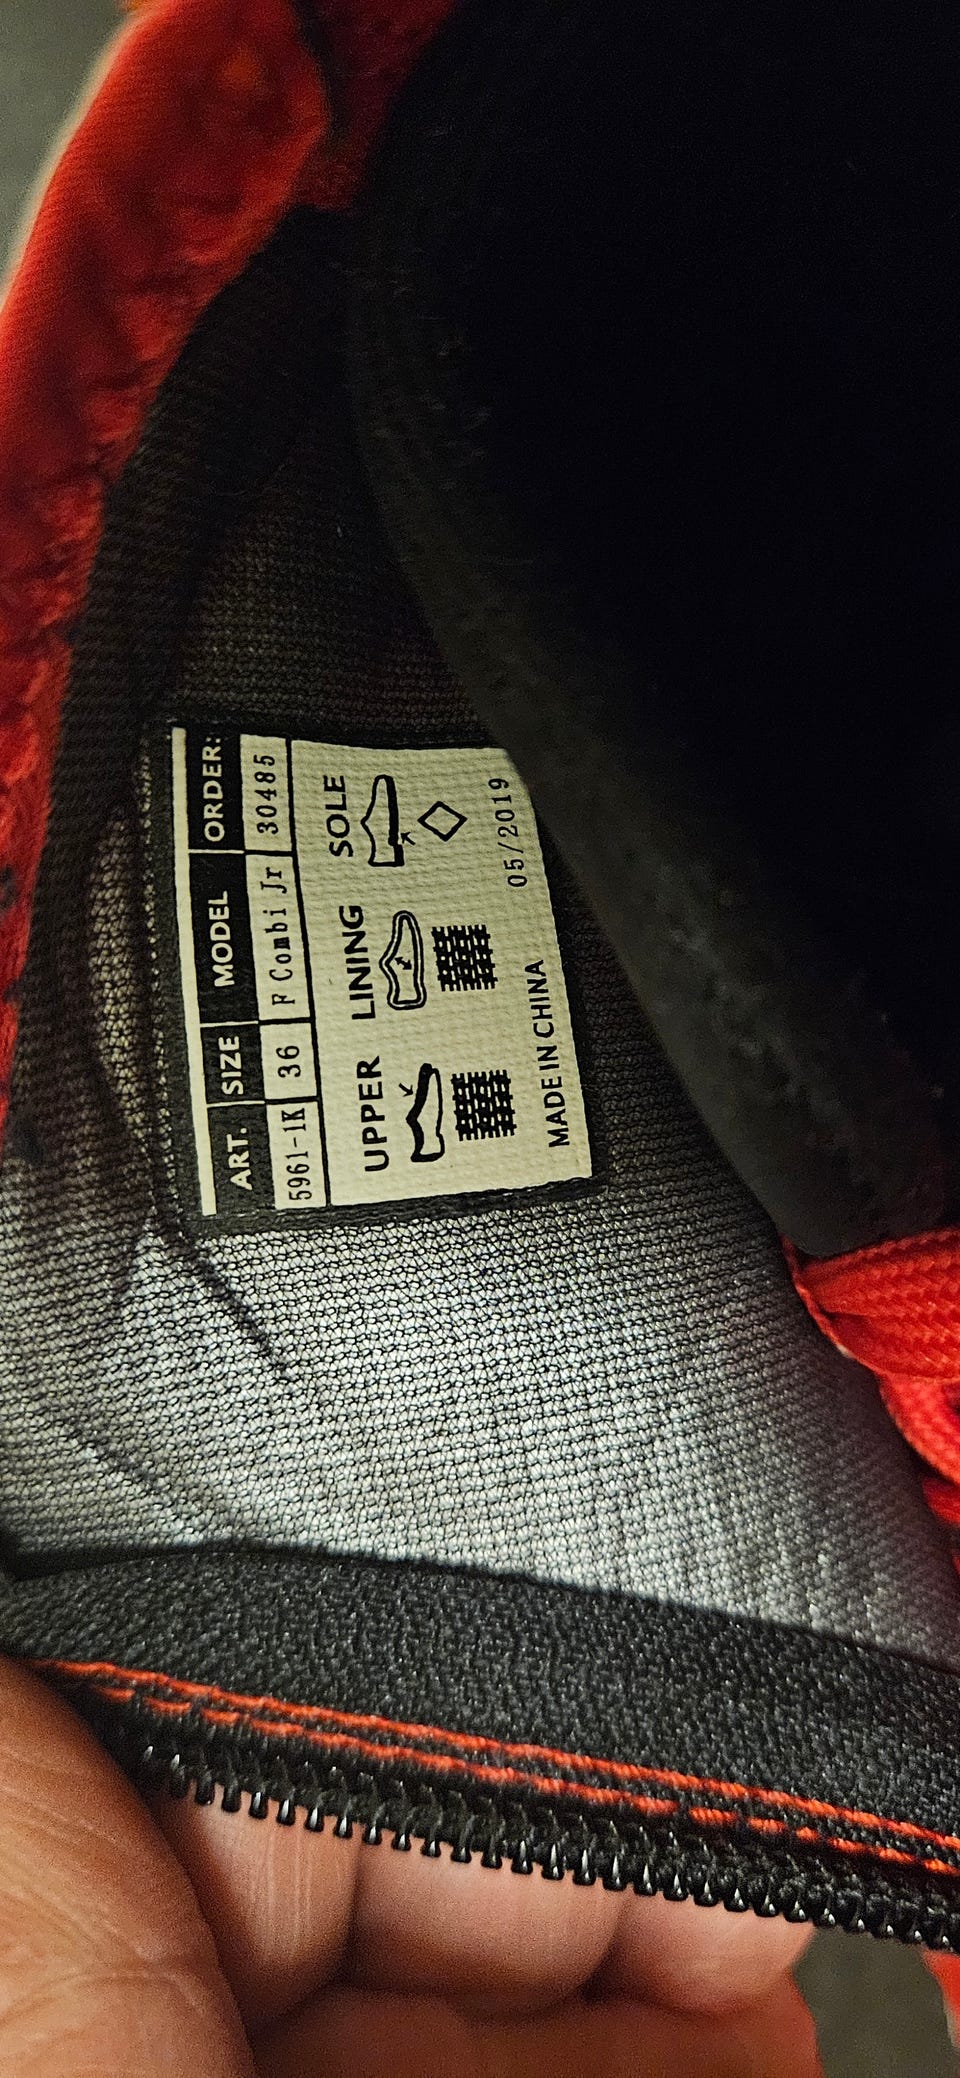 ART. SIZE MODEL ORDER:
5961-1K 36 F Combi Jr 30485
UPPER LINING SOLE
05/2019
MADE IN CHINA